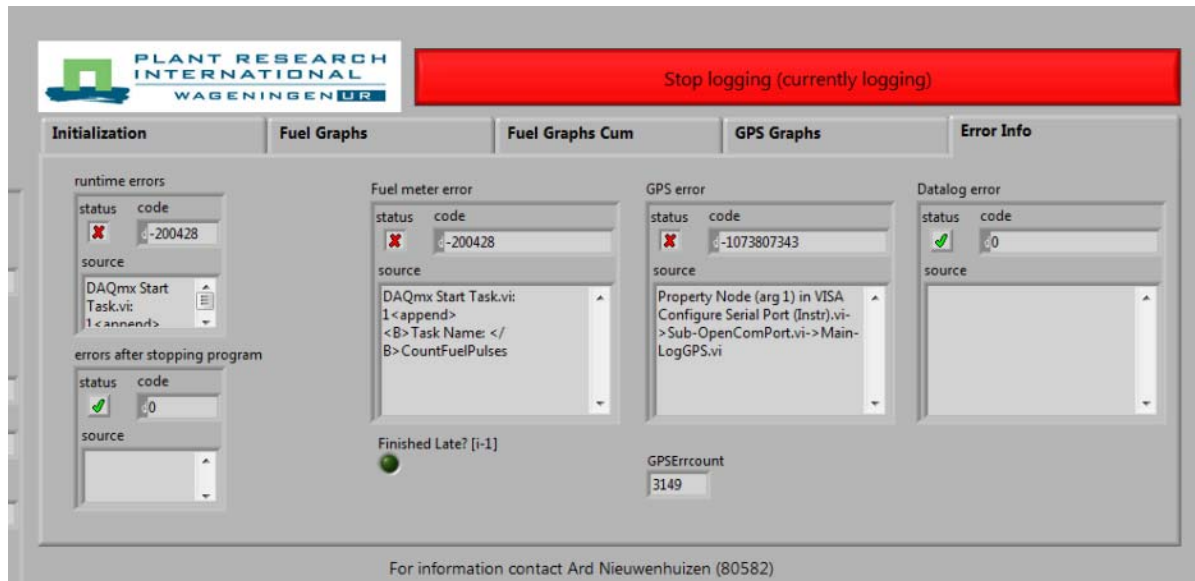 PLANT RESEARCH
INTERNATIONAL
WAGENINGEN UR
Stop logging (currently logging)
Initialization
Fuel Graphs
Fuel Graphs Cum
GPS Graphs
Error Info
runtime errors
status code
-200428
source
DAQmx Start
Task.vi:
1<append>
errors after stopping program
status code
0
source
Fuel meter error
status code
-200428
source
DAQmx Start Task.vi:
1<append>
<B>Task Name: </
B>CountFuelPulses
Finished Late? [i-1]
GPS error
status code
-1073807343
source
Property Node (arg 1) in VISA
Configure Serial Port (Instr).vi-
>Sub-OpenComPort.vi->Main-
LogGPS.vi
GPSErrcount
3149
Datalog error
status code
0
source
For information contact Ard Nieuwenhuizen (80582)